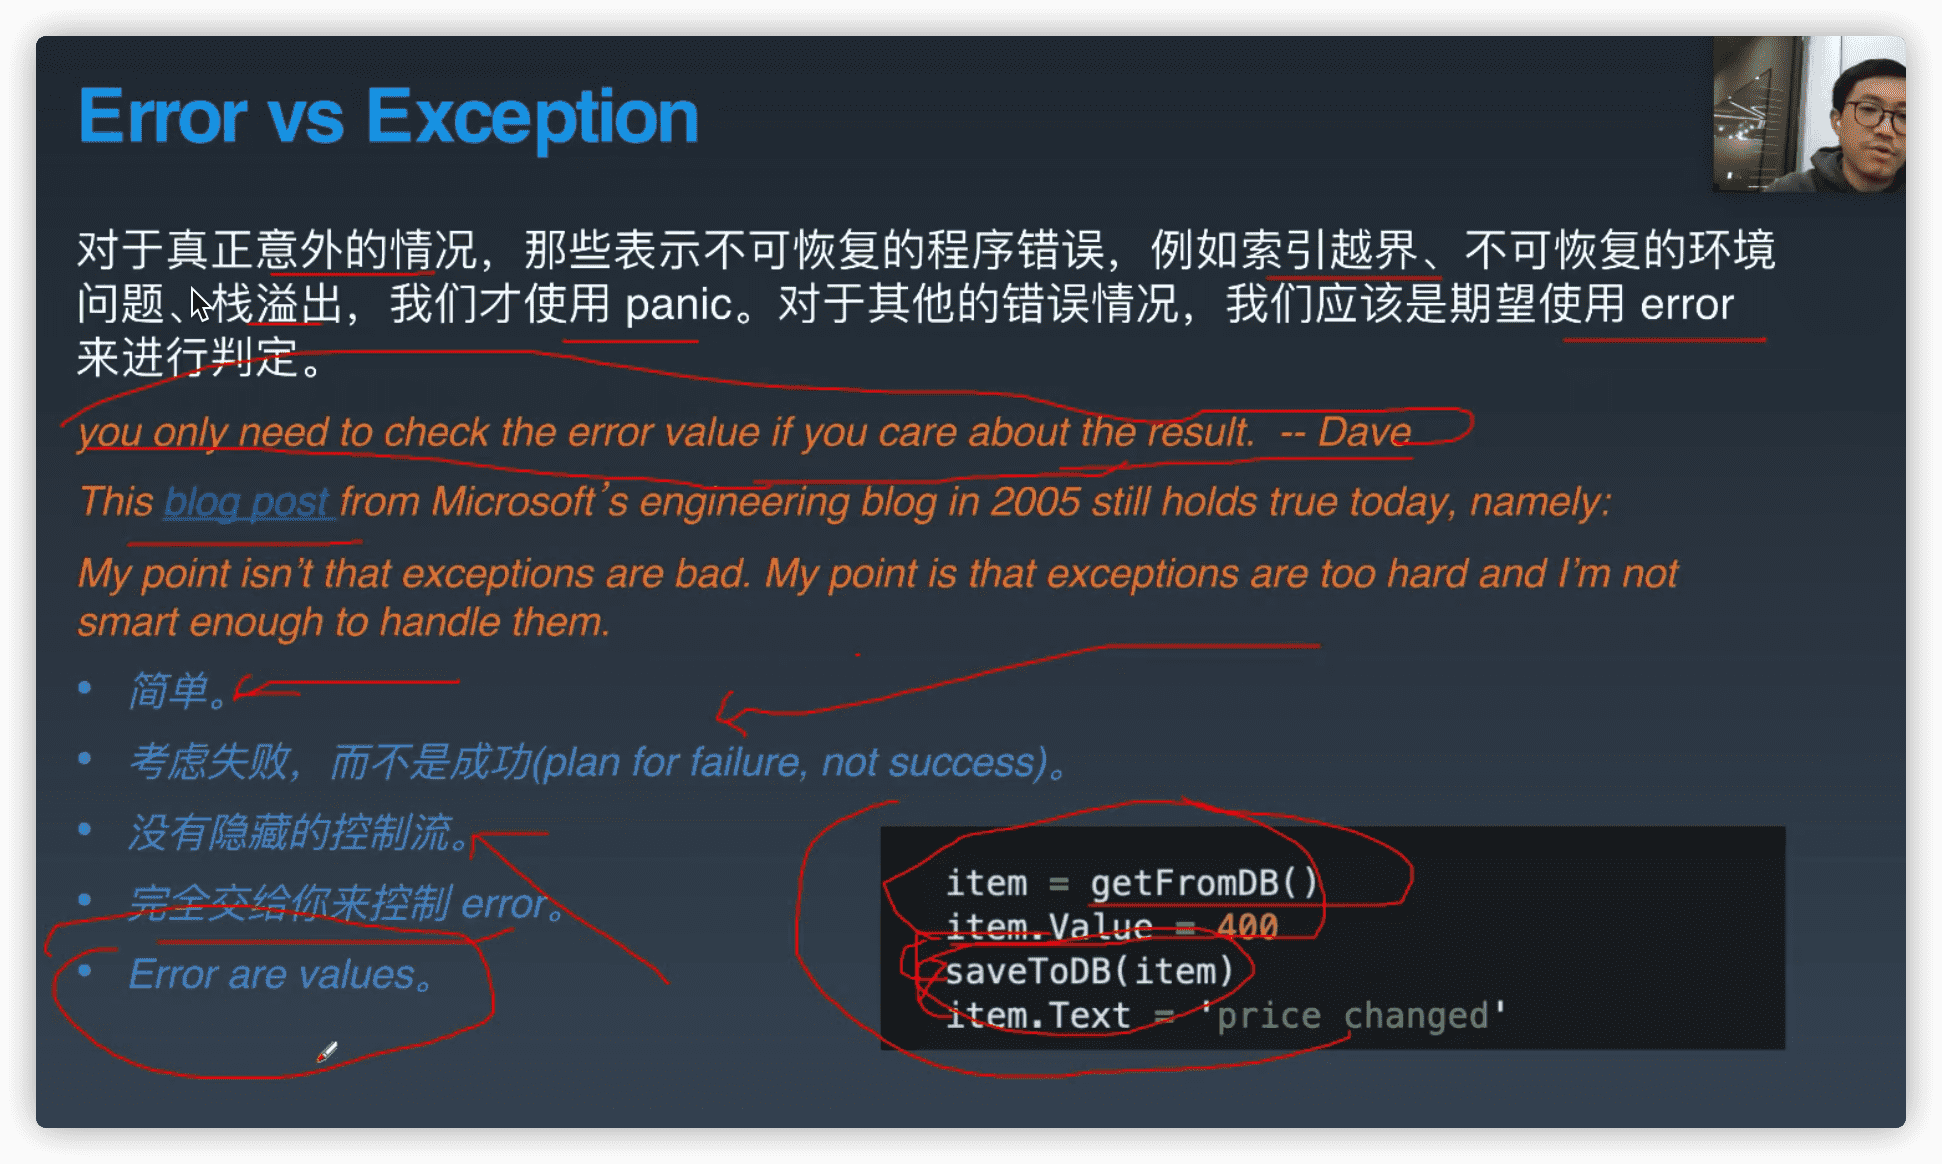 Error vs Exception
对于真正意外的情况，那些表示不可恢复的程序错误，例如索引越界、不可恢复的环境
问题、栈溢出，我们才使用 panic。对于其他的错误情况，我们应该是期望使用 error
来进行判定。
you only need to check the error value if you care about the result.  -- Dave
This blog post from Microsoft’s engineering blog in 2005 still holds true today, namely:
My point isn’t that exceptions are bad. My point is that exceptions are too hard and I’m not
smart enough to handle them.
• 简单。
• 考虑失败，而不是成功(plan for failure, not success)。
• 没有隐藏的控制流。
• 完全交给你来控制 error。
• Error are values。
item = getFromDB()
item.Value = 400
saveToDB(item)
item.Text = 'price changed'